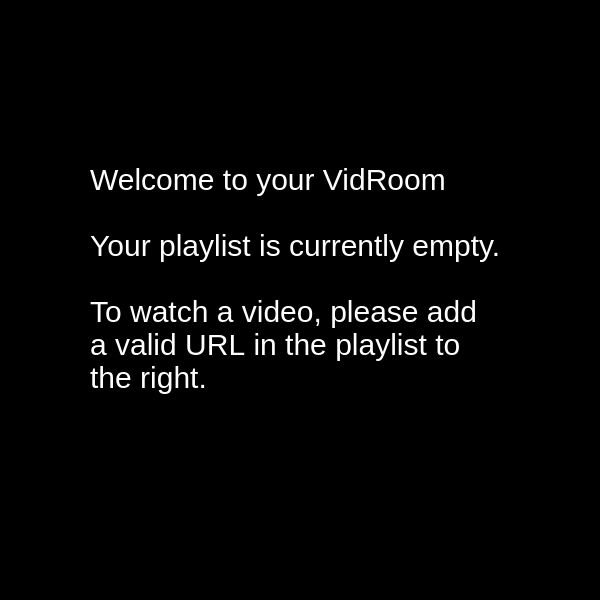 Welcome to your VidRoom
Your playlist is currently empty.
To watch a video, please add
a valid URL in the playlist to
the right.